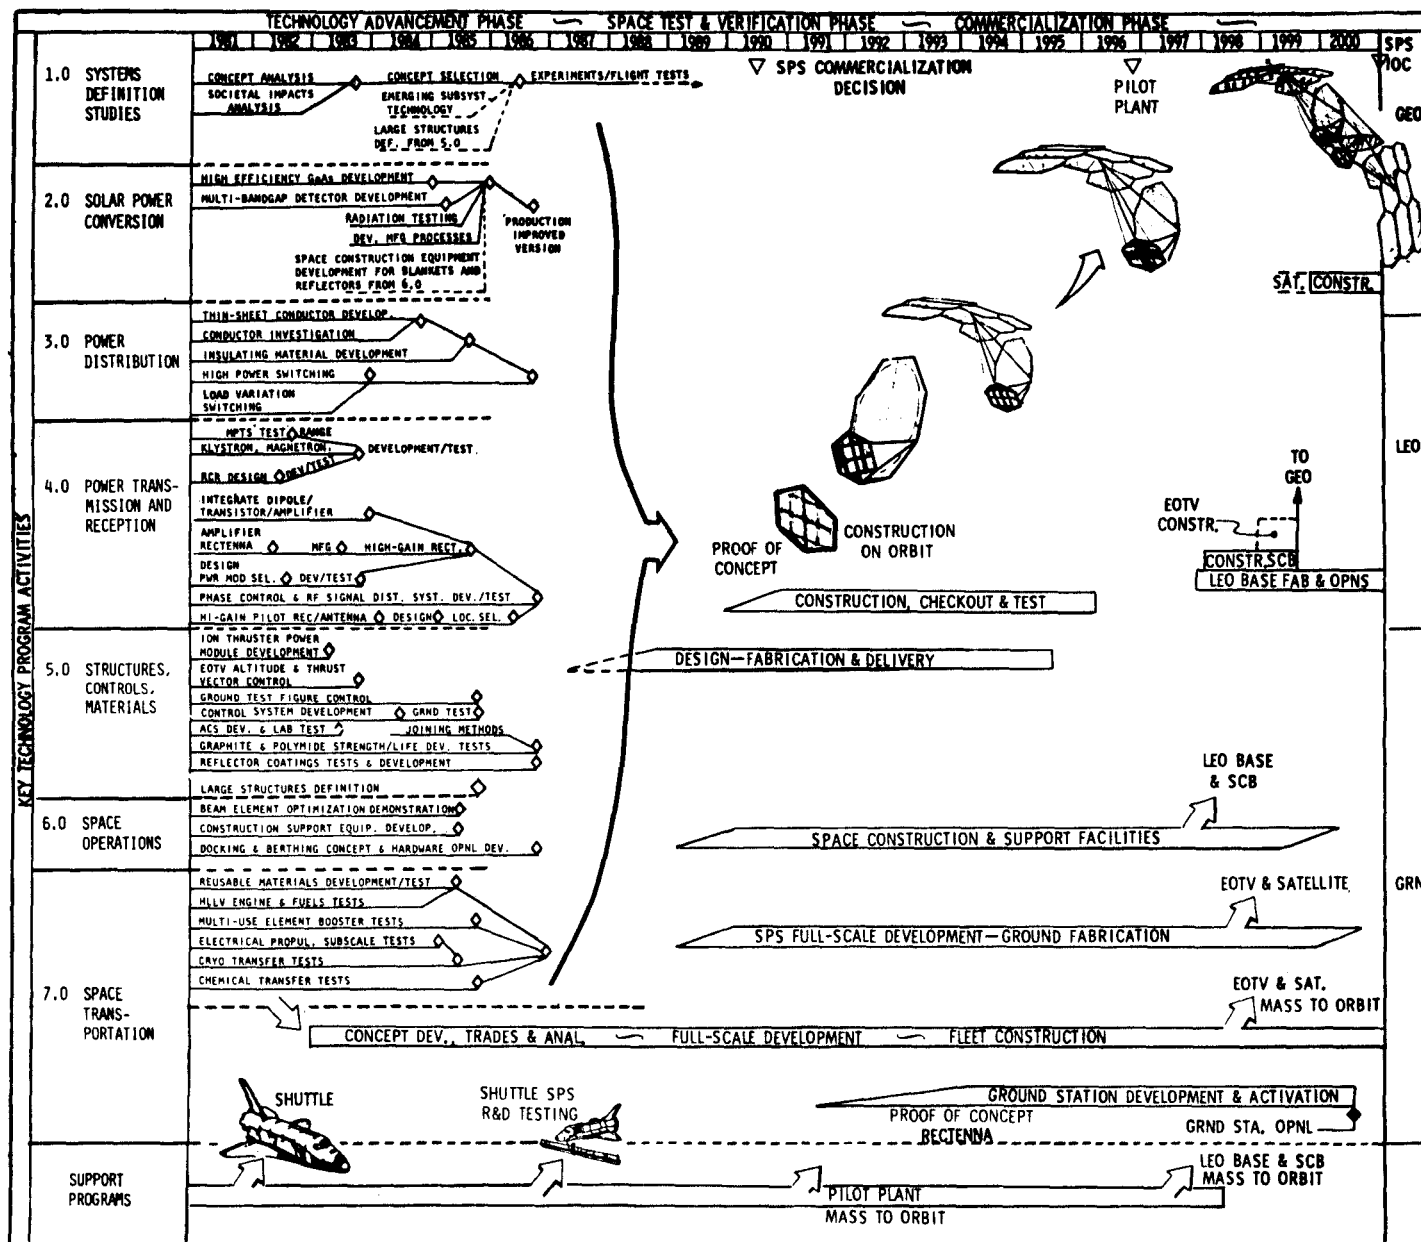 TECHNOLOGY ADVANCEMENT PHASE — SPACE TEST & VERIFICATION PHASE — COMMERCIALIZATION PHASE —
1981 1982 1983 1984 1985 1986 1987 1988 1989 1990 1991 1992 1993 1994 1995 1996 1997 1998 1999 2000
SPS
IOC
KEY TECHNOLOGY PROGRAM ACTIVITIES
1.0 SYSTEMS
DEFINITION
STUDIES
CONCEPT ANALYSIS
SOCIETAL IMPACTS
ANALYSIS
CONCEPT SELECTION
EMERGING SUBSYST
TECHNOLOGY
LARGE STRUCTURES
DEF. FROM 5.0
EXPERIMENTS/FLIGHT TESTS
SPS COMMERCIALIZATION
DECISION
PILOT
PLANT
GEO
2.0 SOLAR POWER
CONVERSION
HIGH EFFICIENCY GaAs DEVELOPMENT
MULTI-BANDGAP DETECTOR DEVELOPMENT
RADIATION TESTING
DEV. MFG PROCESSES
SPACE CONSTRUCTION EQUIPMENT
DEVELOPMENT FOR BLANKETS AND
REFLECTORS FROM 6.0
PRODUCTION
IMPROVED
VERSION
SAT. CONSTR.
3.0 POWER
DISTRIBUTION
THIN-SHEET CONDUCTOR DEVELOP.
CONDUCTOR INVESTIGATION
INSULATING MATERIAL DEVELOPMENT
HIGH POWER SWITCHING
LOAD VARIATION
SWITCHING
LEO
4.0 POWER TRANS-
MISSION AND
RECEPTION
MPTS TEST RANGE
KLYSTRON, MAGNETRON,
DEVELOPMENT/TEST
RCR DESIGN DEV/TEST
INTEGRATE DIPOLE/
TRANSISTOR/AMPLIFIER
AMPLIFIER
RECTENNA MFG HIGH-GAIN RECT.
DESIGN
PWR MOD SEL. DEV/TEST
PHASE CONTROL & RF SIGNAL DIST. SYST. DEV./TEST
HI-GAIN PILOT REC/ANTENNA DESIGN LOC. SEL.
PROOF OF
CONCEPT
CONSTRUCTION
ON ORBIT
TO
GEO
EOTV
CONSTR.
CONSTR. SCB
LEO BASE FAB & OPNS
CONSTRUCTION, CHECKOUT & TEST
5.0 STRUCTURES,
CONTROLS,
MATERIALS
ION THRUSTER POWER
MODULE DEVELOPMENT
EOTV ALTITUDE & THRUST
VECTOR CONTROL
GROUND TEST FIGURE CONTROL
CONTROL SYSTEM DEVELOPMENT GRND TEST
ACS DEV. & LAB TEST JOINING METHODS
GRAPHITE & POLYMIDE STRENGTH/LIFE DEV. TESTS
REFLECTOR COATINGS TESTS & DEVELOPMENT
LARGE STRUCTURES DEFINITION
DESIGN—FABRICATION & DELIVERY
LEO BASE
& SCB
6.0 SPACE
OPERATIONS
BEAM ELEMENT OPTIMIZATION DEMONSTRATION
CONSTRUCTION SUPPORT EQUIP. DEVELOP.
DOCKING & BERTHING CONCEPT & HARDWARE OPNL DEV.
SPACE CONSTRUCTION & SUPPORT FACILITIES
7.0 SPACE
TRANS-
PORTATION
REUSABLE MATERIALS DEVELOPMENT/TEST
HLLV ENGINE & FUELS TESTS
MULTI-USE ELEMENT BOOSTER TESTS
ELECTRICAL PROPUL. SUBSCALE TESTS
CRYO TRANSFER TESTS
CHEMICAL TRANSFER TESTS
EOTV & SATELLITE
GRN
SPS FULL-SCALE DEVELOPMENT—GROUND FABRICATION
EOTV & SAT.
MASS TO ORBIT
CONCEPT DEV., TRADES & ANAL. — FULL-SCALE DEVELOPMENT — FLEET CONSTRUCTION
SHUTTLE
SHUTTLE SPS
R&D TESTING
GROUND STATION DEVELOPMENT & ACTIVATION
PROOF OF CONCEPT
RECTENNA
GRND STA. OPNL
SUPPORT
PROGRAMS
LEO BASE & SCB
MASS TO ORBIT
PILOT PLANT
MASS TO ORBIT